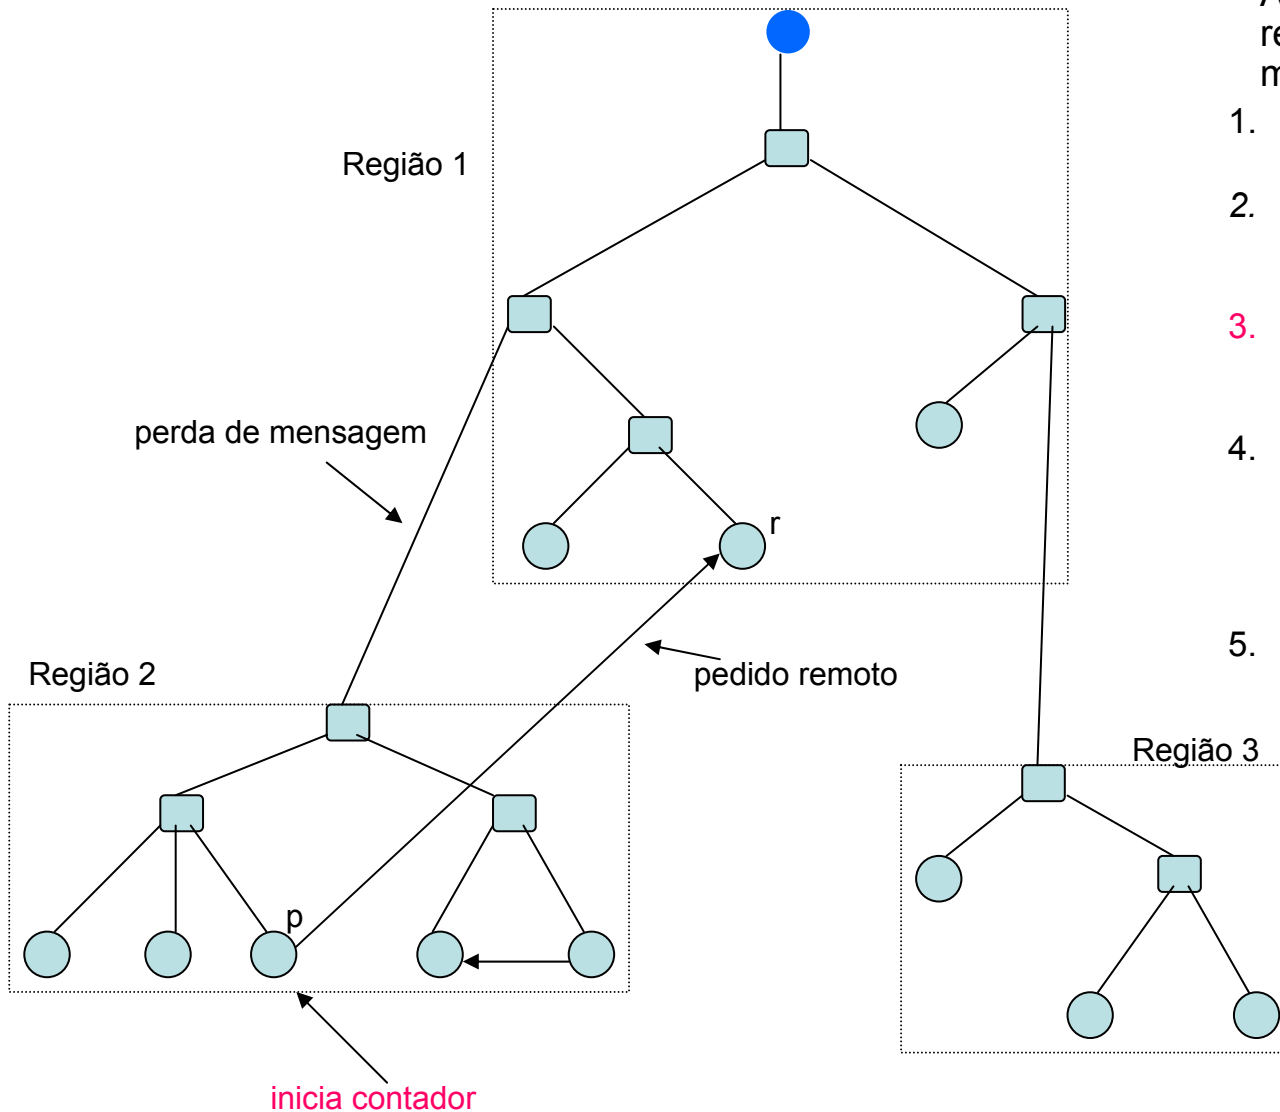 Região 1
1.
2.
3.
perda de mensagem
4.
r
5.
Região 2
pedido remoto
Região 3
p
inicia contador